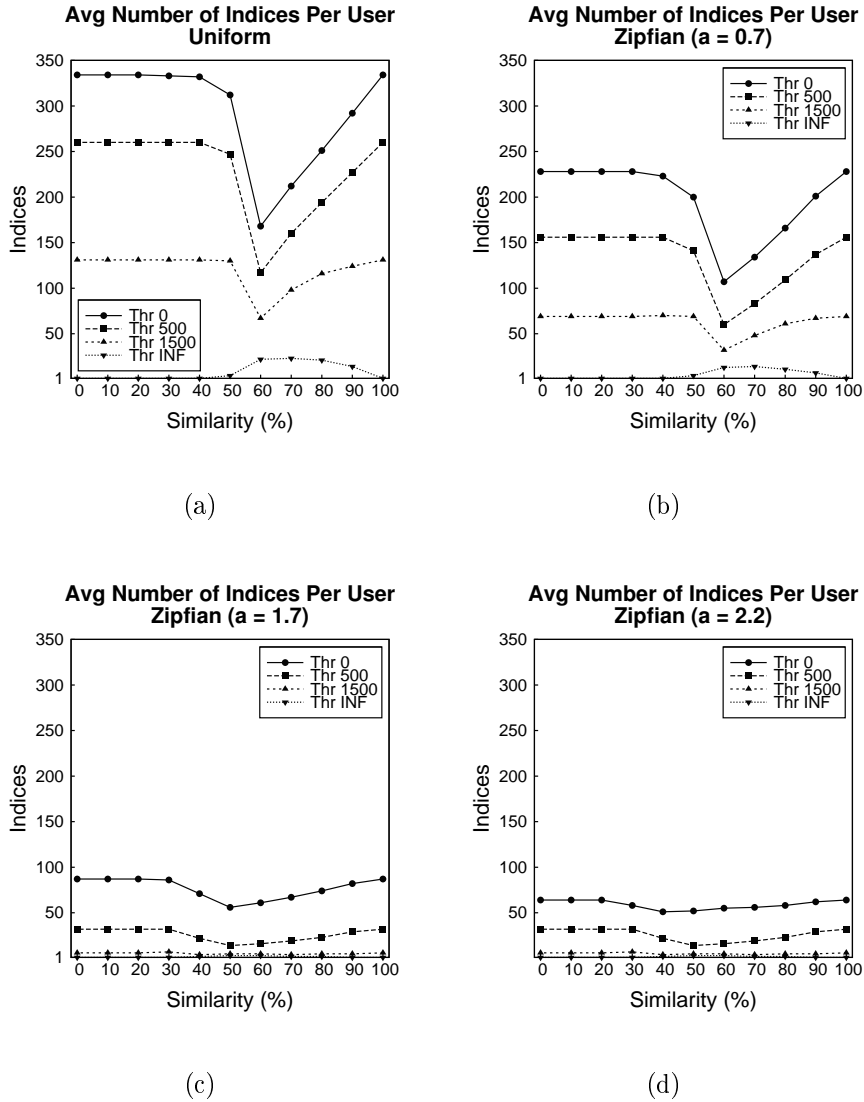 Avg Number of Indices Per User
Uniform
350
300
250
200
150
100
50
1
Indices
Thr 0
Thr 500
Thr 1500
Thr INF
0 10 20 30 40 50 60 70 80 90 100
Similarity (%)
(a)
Avg Number of Indices Per User
Zipfian (a = 0.7)
350
300
250
200
150
100
50
1
Indices
Thr 0
Thr 500
Thr 1500
Thr INF
0 10 20 30 40 50 60 70 80 90 100
Similarity (%)
(b)
Avg Number of Indices Per User
Zipfian (a = 1.7)
350
300
250
200
150
100
50
1
Indices
Thr 0
Thr 500
Thr 1500
Thr INF
0 10 20 30 40 50 60 70 80 90 100
Similarity (%)
(c)
Avg Number of Indices Per User
Zipfian (a = 2.2)
350
300
250
200
150
100
50
1
Indices
Thr 0
Thr 500
Thr 1500
Thr INF
0 10 20 30 40 50 60 70 80 90 100
Similarity (%)
(d)